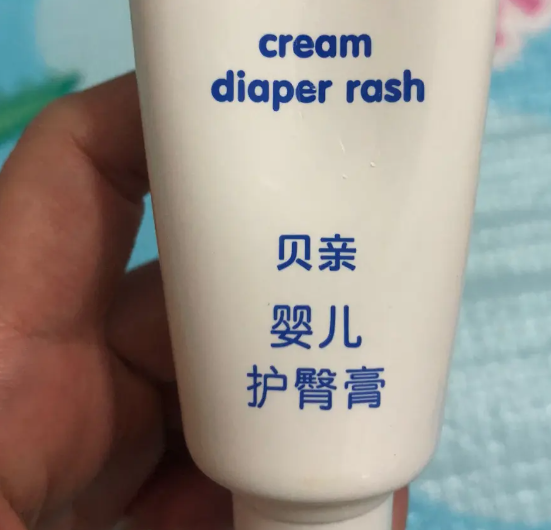 cream
diaper rash
贝亲
婴儿
护臀膏